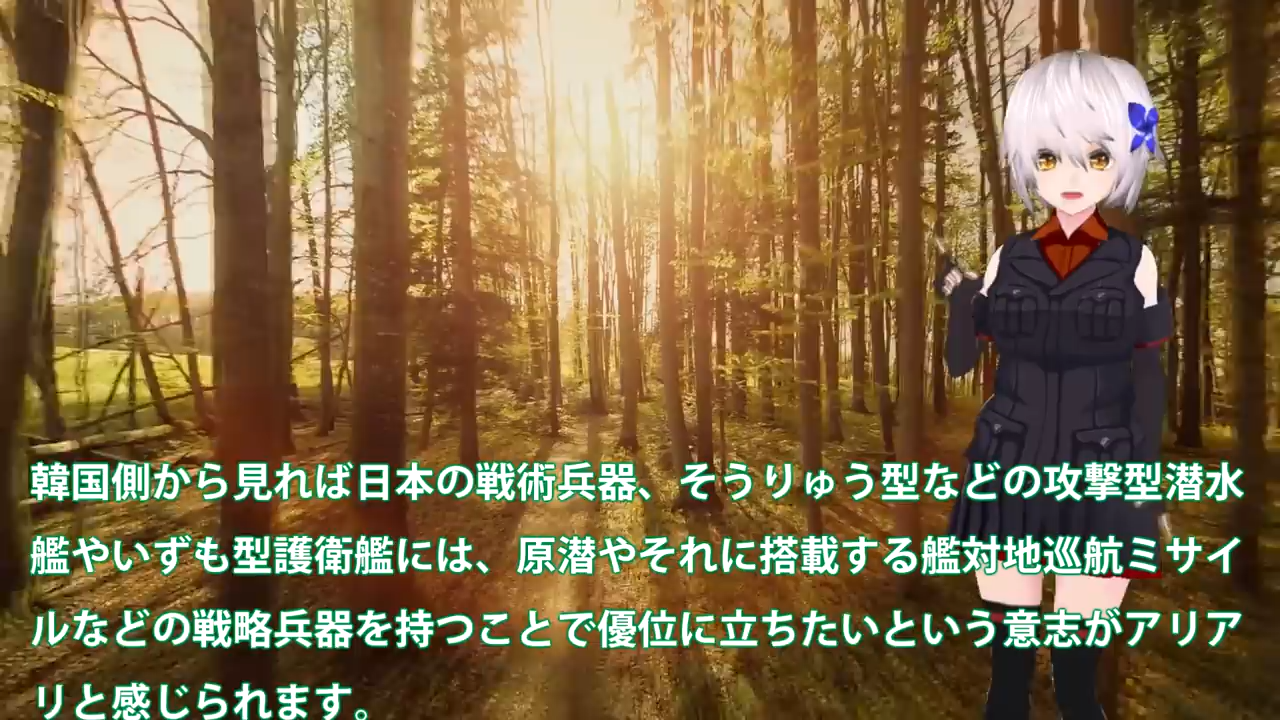 韓国側から見れば日本の戦術兵器、そうりゅう型などの攻撃型潜水
艦やいずも型護衛艦には、原潜やそれに搭載する艦対地巡航ミサイ
ルなどの戦略兵器を持つことで優位に立ちたいという意志がアリア
リと感じられます。